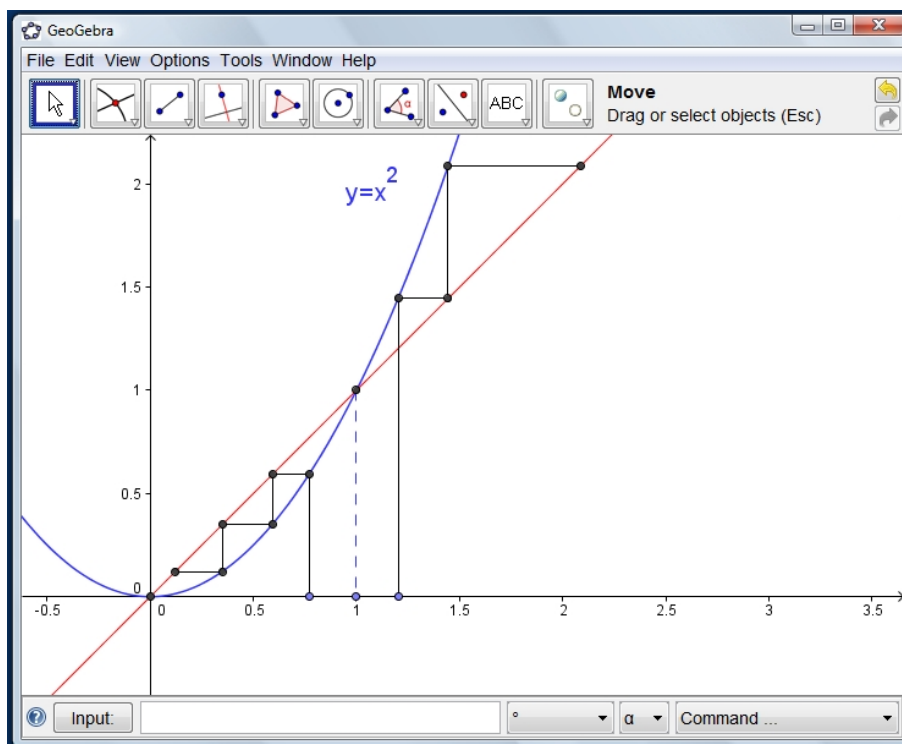 GeoGebra
File Edit View Options Tools Window Help
ABC
Move
Drag or select objects (Esc)
y=x²
2
1.5
1
0.5
0
-0.5 0 0.5 1 1.5 2 2.5 3 3.5
Input: ° α Command ...